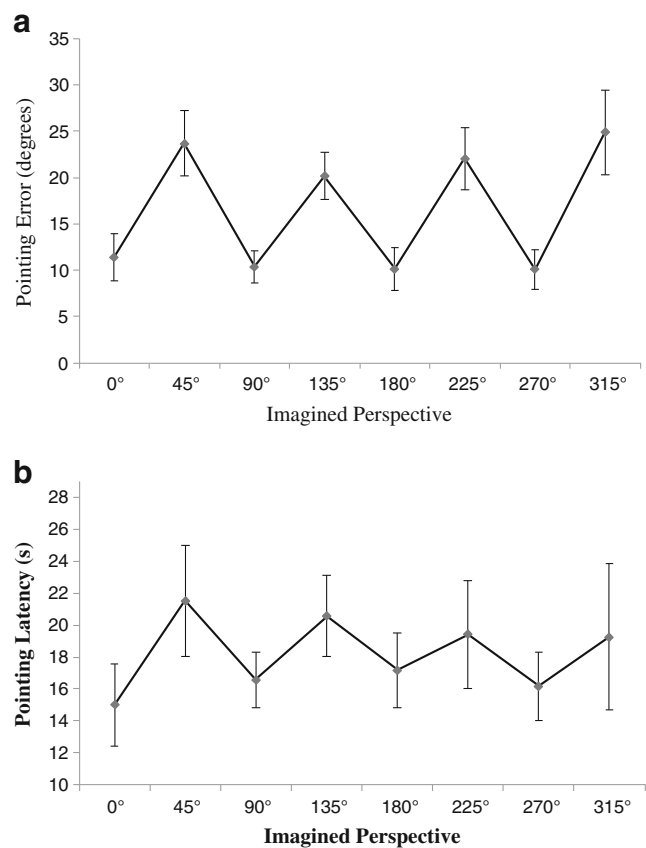 a
35
30
25
20
15
10
5
0
Pointing Error (degrees)
0° 45° 90° 135° 180° 225° 270° 315°
Imagined Perspective
b
28
26
24
22
20
18
16
14
12
10
Pointing Latency (s)
0° 45° 90° 135° 180° 225° 270° 315°
Imagined Perspective